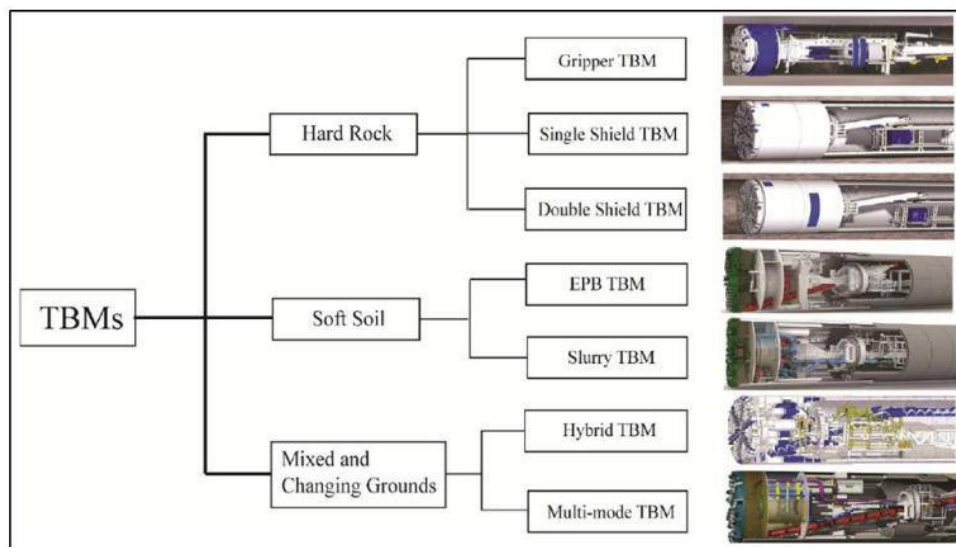 TBMs
Hard Rock
Gripper TBM
Single Shield TBM
Double Shield TBM
Soft Soil
EPB TBM
Slurry TBM
Mixed and
Changing Grounds
Hybrid TBM
Multi-mode TBM